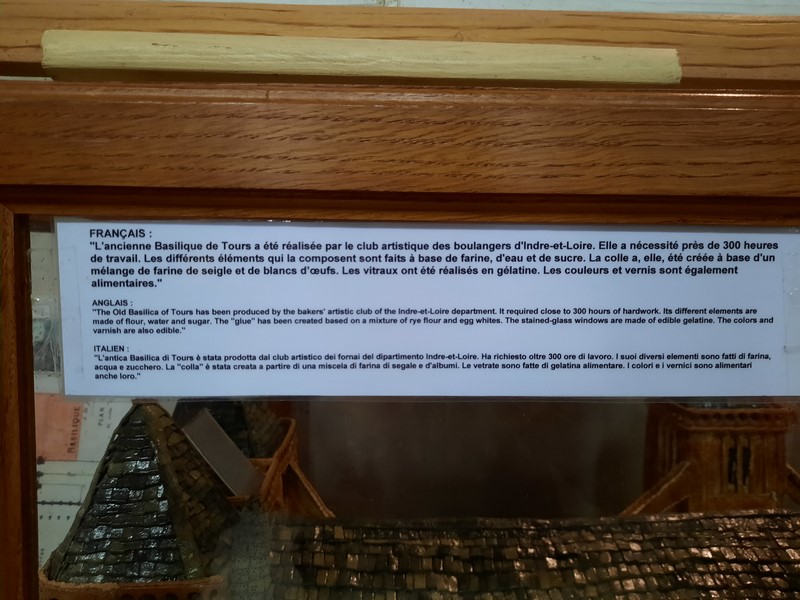 FRANÇAIS :
"L'ancienne Basilique de Tours a été réalisée par le club artistique des boulangers d'Indre-et-Loire. Elle a nécessité près de 300 heures
de travail. Les différents éléments qui la composent sont faits à base de farine, d'eau et de sucre. La colle a, elle, été créée à base d'un
mélange de farine de seigle et de blancs d'œufs. Les vitraux ont été réalisés en gélatine. Les couleurs et vernis sont également
alimentaires."
ANGLAIS :
"The Old Basilica of Tours has been produced by the bakers' artistic club of the Indre-et-Loire department. It required close to 300 hours of hardwork. Its different elements are
made of flour, water and sugar. The "glue" has been created based on a mixture of rye flour and egg whites. The stained-glass windows are made of edible gelatine. The colors and
varnish are also edible."
ITALIEN :
"L'antica Basilica di Tours è stata prodotta dal club artistico dei fornai del dipartimento Indre-et-Loire. Ha richiesto oltre 300 ore di lavoro. I suoi diversi elementi sono fatti di farina,
acqua e zucchero. La "colla" è stata creata a partire di una miscela di farina di segale e d'albumi. Le vetrate sono fatte di gelatina alimentare. I colori e i vernici sono alimentari
anche loro."
BASILIQUE
PLAN